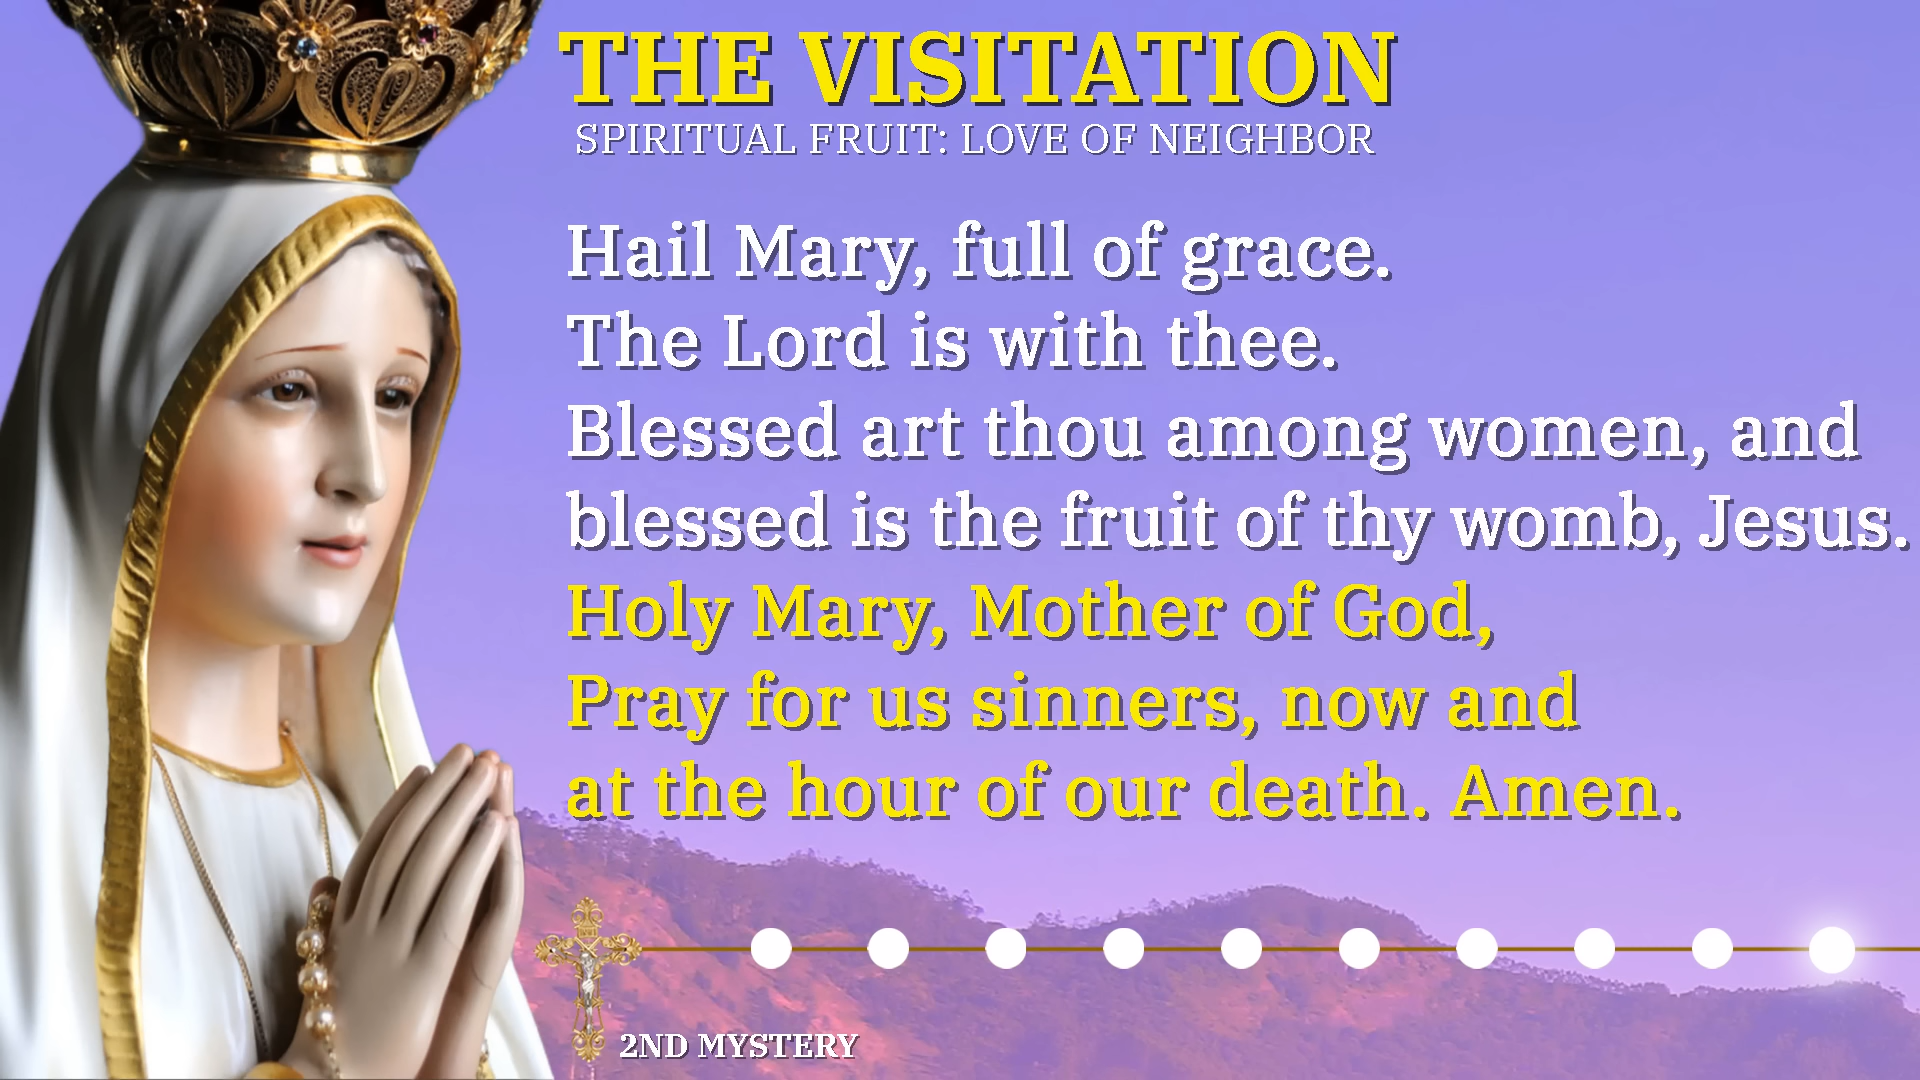 THE VISITATION
SPIRITUAL FRUIT: LOVE OF NEIGHBOR
Hail Mary, full of grace.
The Lord is with thee.
Blessed art thou among women, and
blessed is the fruit of thy womb, Jesus.
Holy Mary, Mother of God,
Pray for us sinners, now and
at the hour of our death. Amen.
2ND MYSTERY